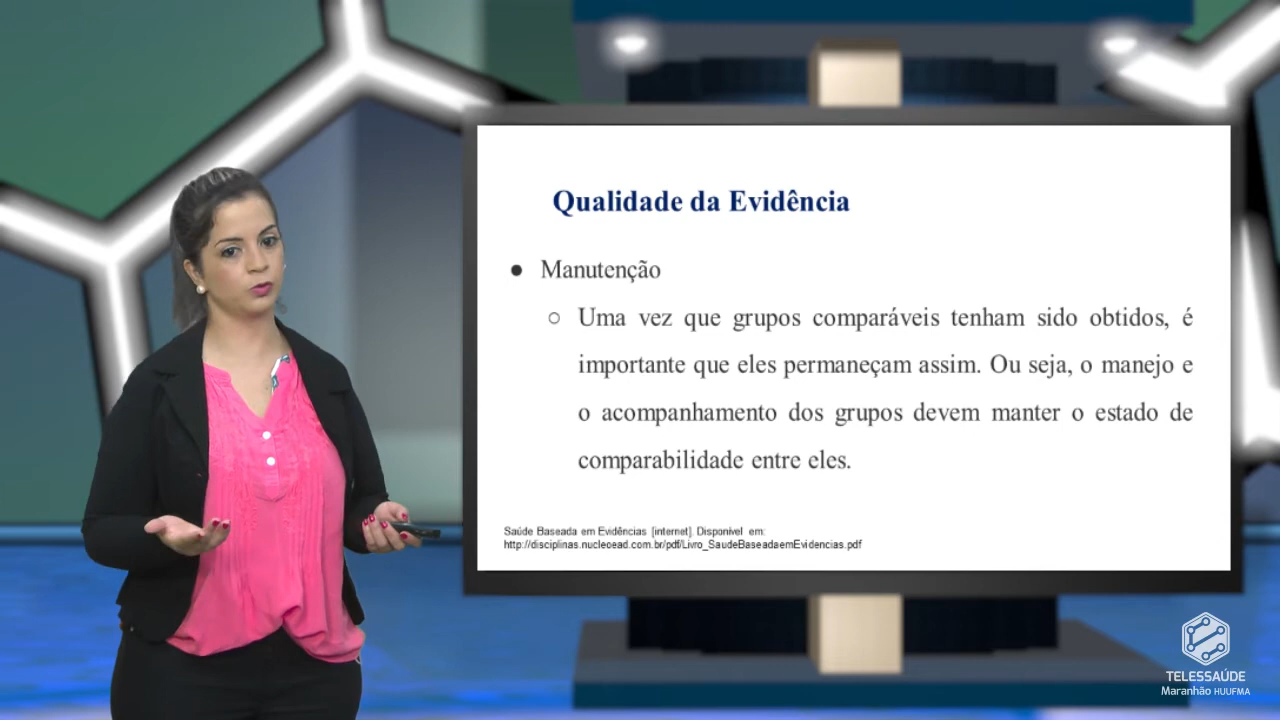 Qualidade da Evidência
● Manutenção
○ Uma vez que grupos comparáveis tenham sido obtidos, é
importante que eles permaneçam assim. Ou seja, o manejo e
o acompanhamento dos grupos devem manter o estado de
comparabilidade entre eles.
Saúde Baseada em Evidências [internet]. Disponível em:
http://disciplinas.nucleoead.com.br/pdf/Livro_SaudeBaseadaemEvidencias.pdf
TELESSAÚDE
Maranhão HUUFMA